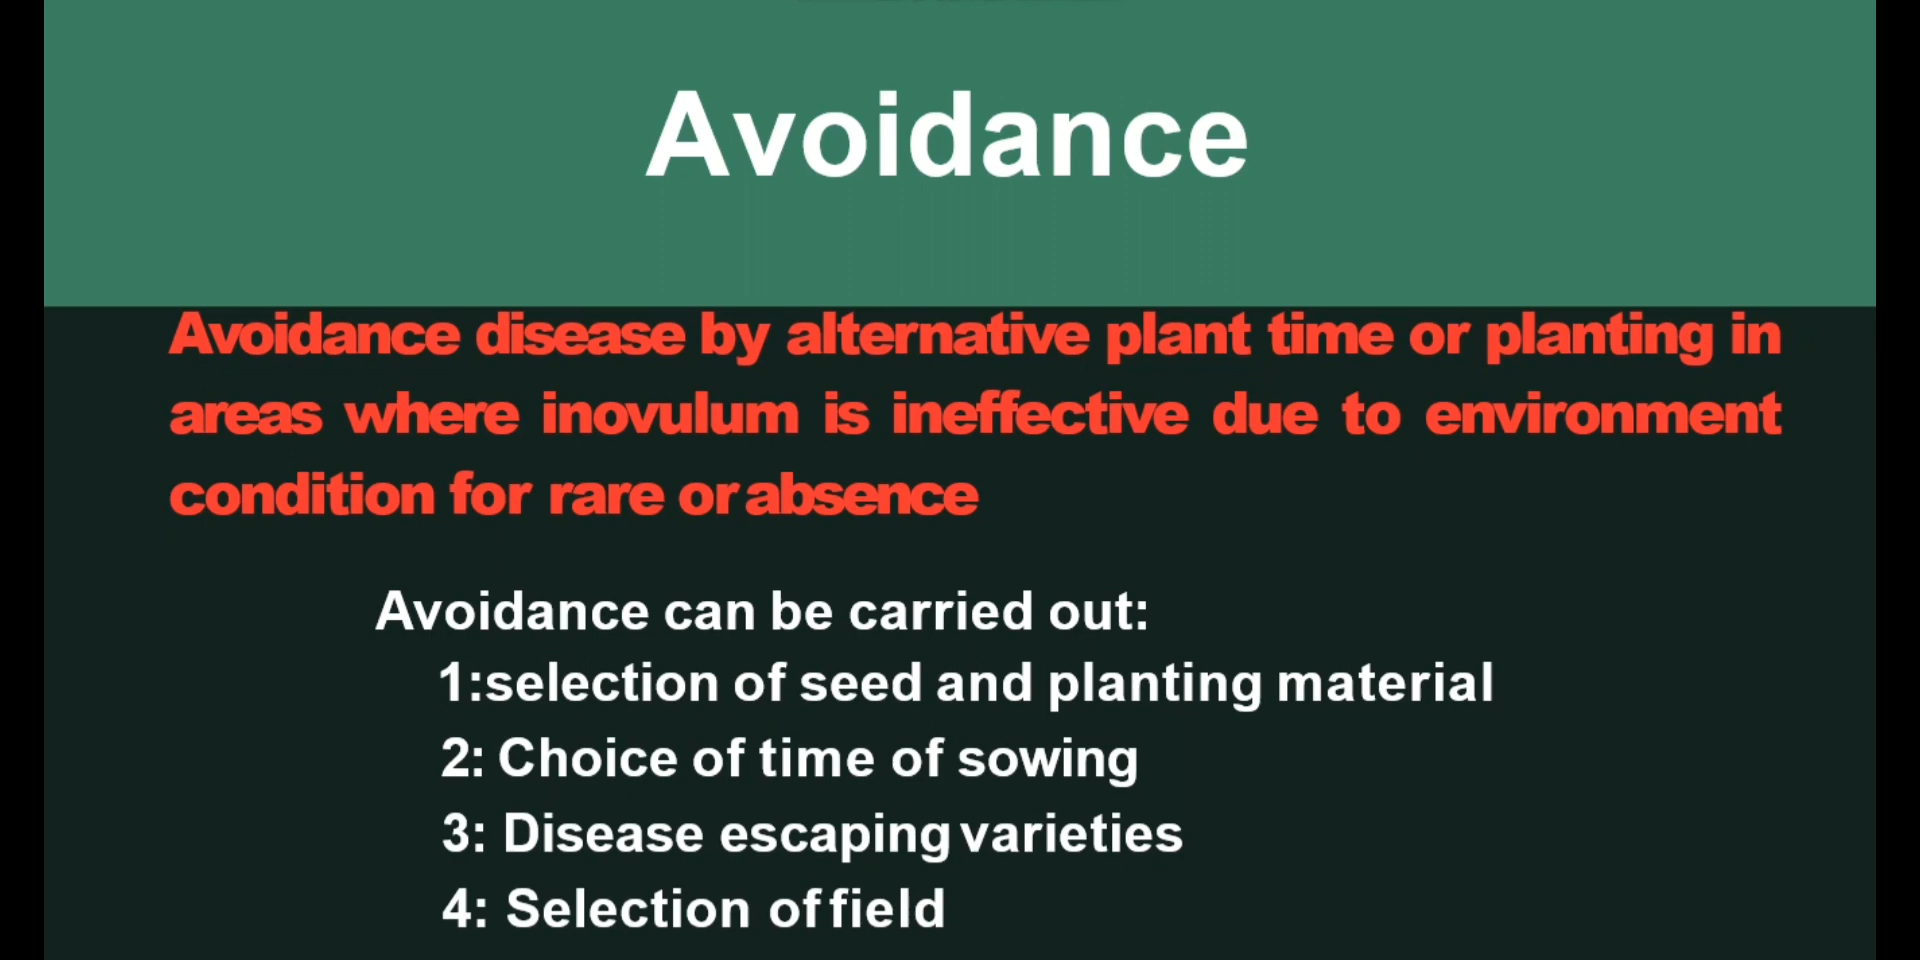 Avoidance
Avoidance disease by alternative plant time or planting in
areas where inovulum is ineffective due to environment
condition for rare or absence
Avoidance can be carried out:
1:selection of seed and planting material
2: Choice of time of sowing
3: Disease escaping varieties
4: Selection of field